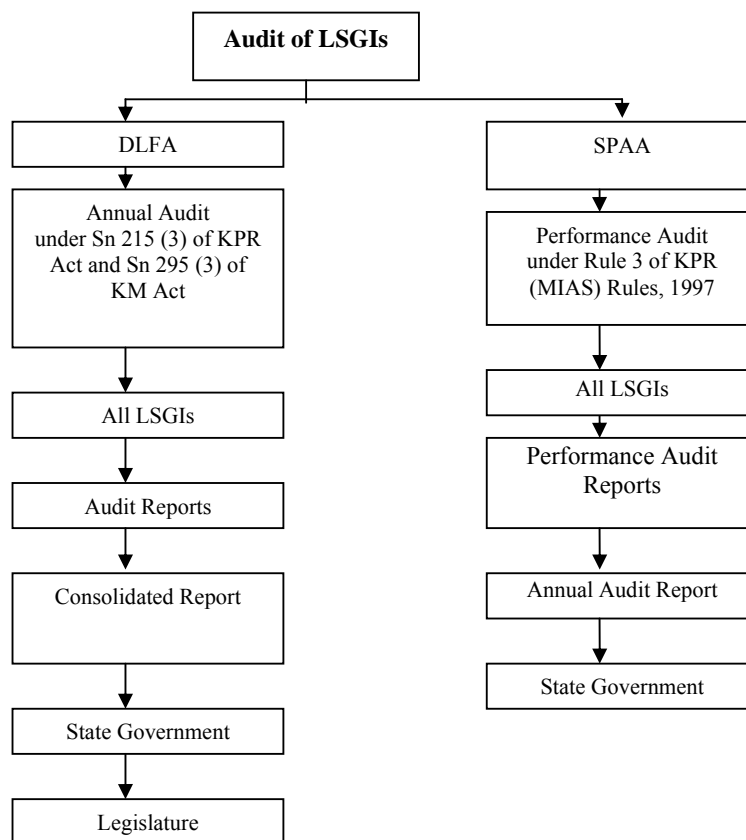 Audit of LSGIs
DLFA
Annual Audit
under Sn 215 (3) of KPR
Act and Sn 295 (3) of
KM Act
All LSGIs
Audit Reports
Consolidated Report
State Government
Legislature
SPAA
Performance Audit
under Rule 3 of KPR
(MIAS) Rules, 1997
All LSGIs
Performance Audit
Reports
Annual Audit Report
State Government